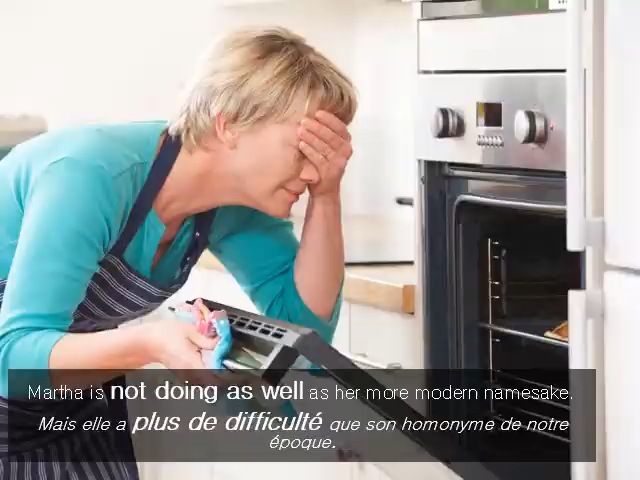 Martha is not doing as well as her more modern namesake.
Mais elle a plus de difficulté que son homonyme de notre
époque.